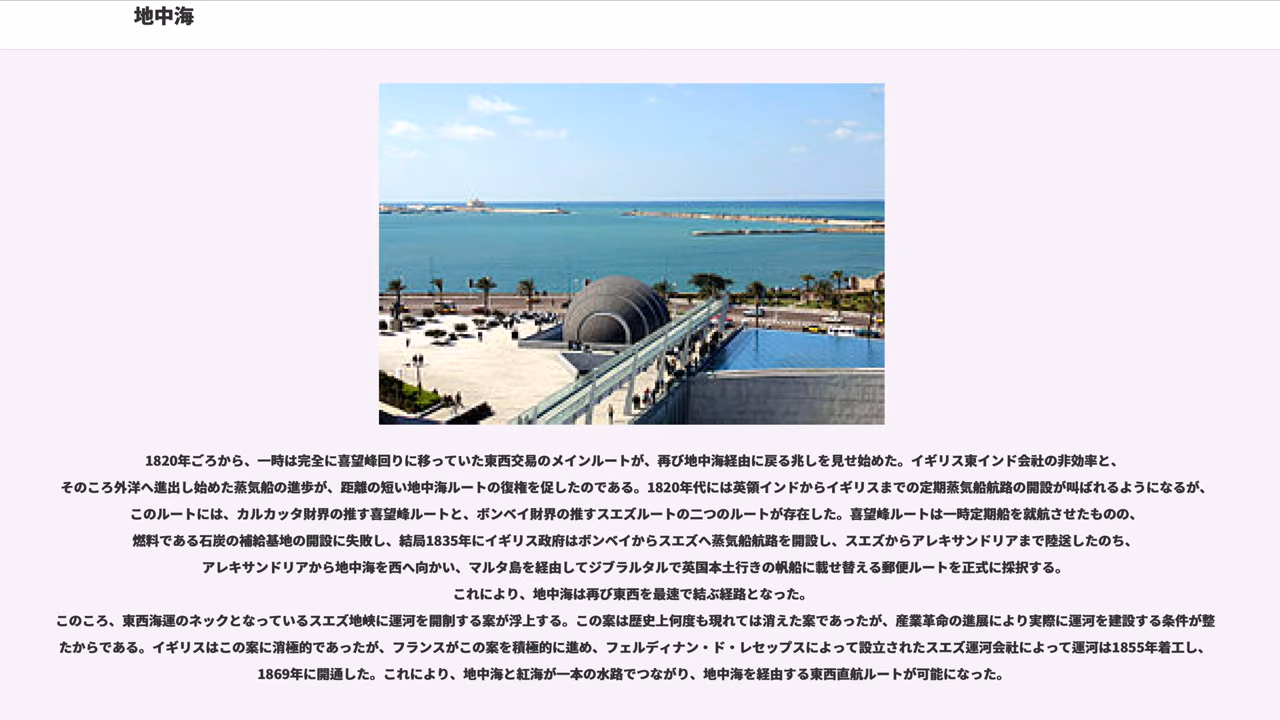 地中海
1820年ごろから、一時は完全に喜望峰回りに移っていた東西交易のメインルートが、再び地中海経由に戻る兆しを見せ始めた。イギリス東インド会社の非効率と、
そのころ外洋へ進出し始めた蒸気船の進歩が、距離の短い地中海ルートの復権を促したのである。1820年代には英領インドからイギリスまでの定期蒸気船航路の開設が叫ばれるようになるが、
このルートには、カルカッタ財界の推す喜望峰ルートと、ボンベイ財界の推すスエズルートの二つのルートが存在した。喜望峰ルートは一時定期船を就航させたものの、
燃料である石炭の補給基地の開設に失敗し、結局1835年にイギリス政府はボンベイからスエズへ蒸気船航路を開設し、スエズからアレキサンドリアまで陸送したのち、
アレキサンドリアから地中海を西へ向かい、マルタ島を経由してジブラルタルで英国本土行きの帆船に載せ替える郵便ルートを正式に採択する。
これにより、地中海は再び東西を最速で結ぶ経路となった。
このころ、東西海運のネックとなっているスエズ地峡に運河を開削する案が浮上する。この案は歴史上何度も現れては消えた案であったが、産業革命の進展により実際に運河を建設する条件が整
たからである。イギリスはこの案に消極的であったが、フランスがこの案を積極的に進め、フェルディナン・ド・レセップスによって設立されたスエズ運河会社によって運河は1855年着工し、
1869年に開通した。これにより、地中海と紅海が一本の水路でつながり、地中海を経由する東西直航ルートが可能になった。